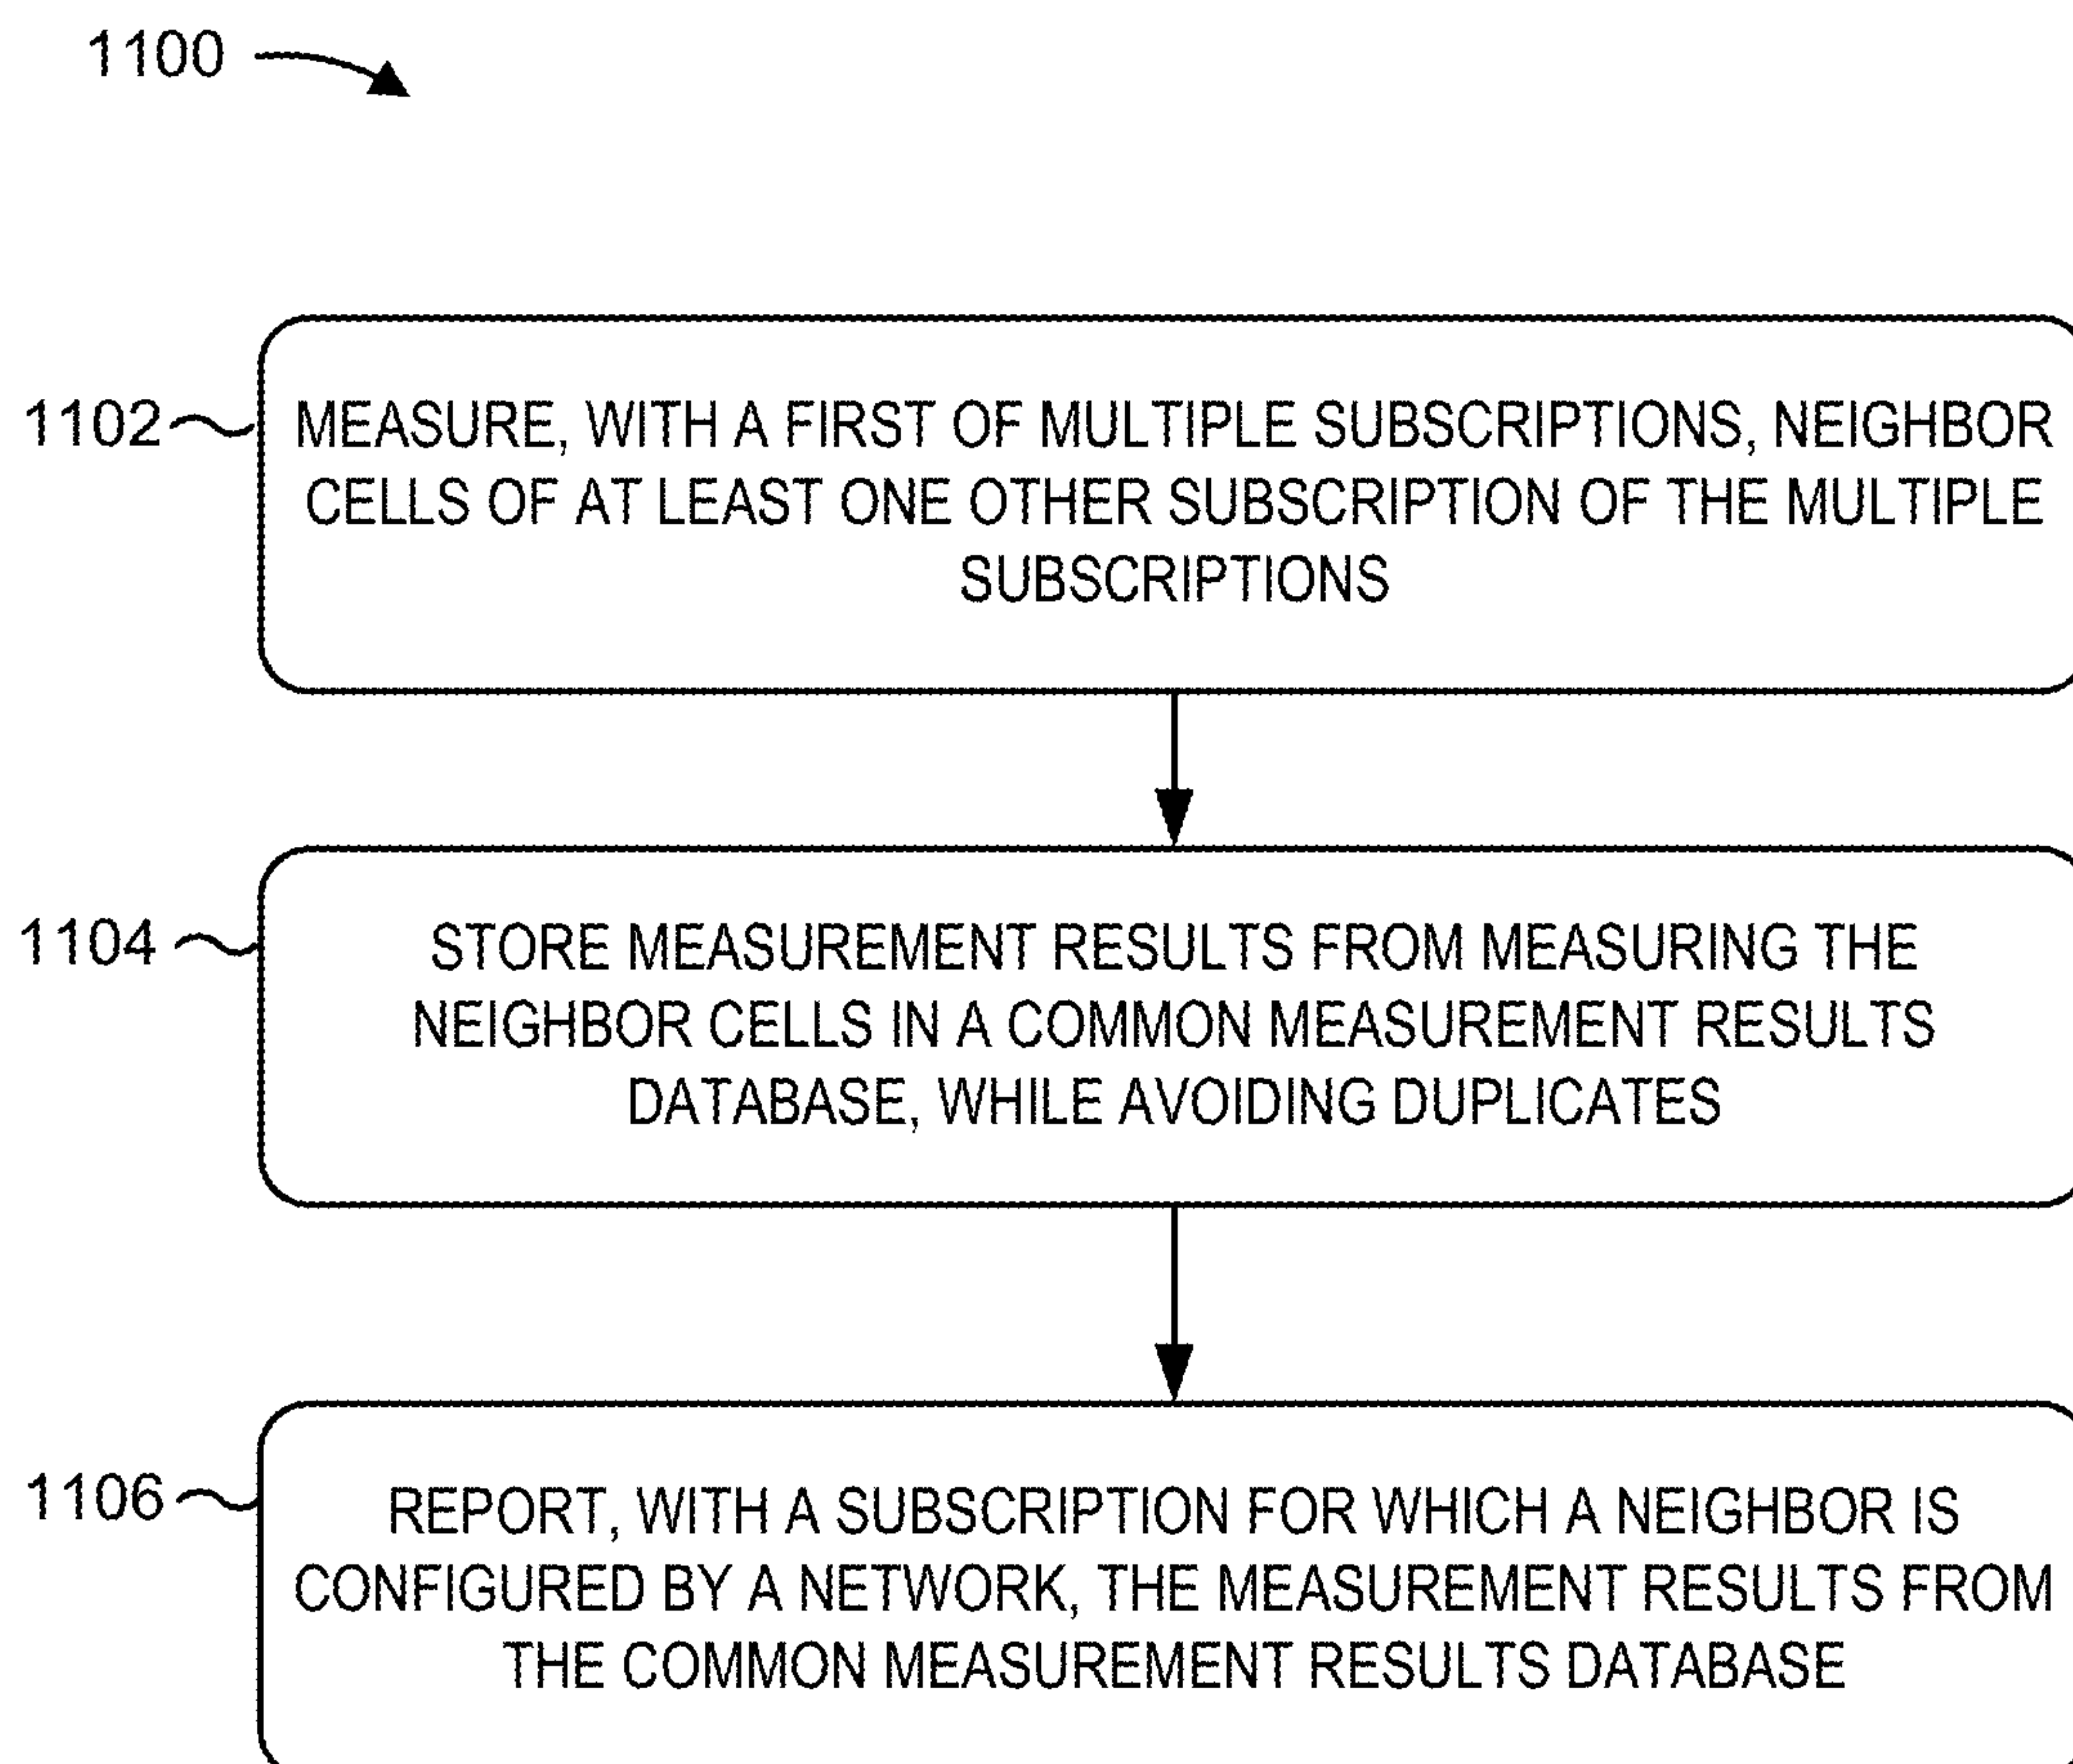 1100
1102
MEASURE, WITH A FIRST OF MULTIPLE SUBSCRIPTIONS, NEIGHBOR
CELLS OF AT LEAST ONE OTHER SUBSCRIPTION OF THE MULTIPLE
SUBSCRIPTIONS
1104
STORE MEASUREMENT RESULTS FROM MEASURING THE
NEIGHBOR CELLS IN A COMMON MEASUREMENT RESULTS
DATABASE, WHILE AVOIDING DUPLICATES
1106
REPORT, WITH A SUBSCRIPTION FOR WHICH A NEIGHBOR IS
CONFIGURED BY A NETWORK, THE MEASUREMENT RESULTS FROM
THE COMMON MEASUREMENT RESULTS DATABASE